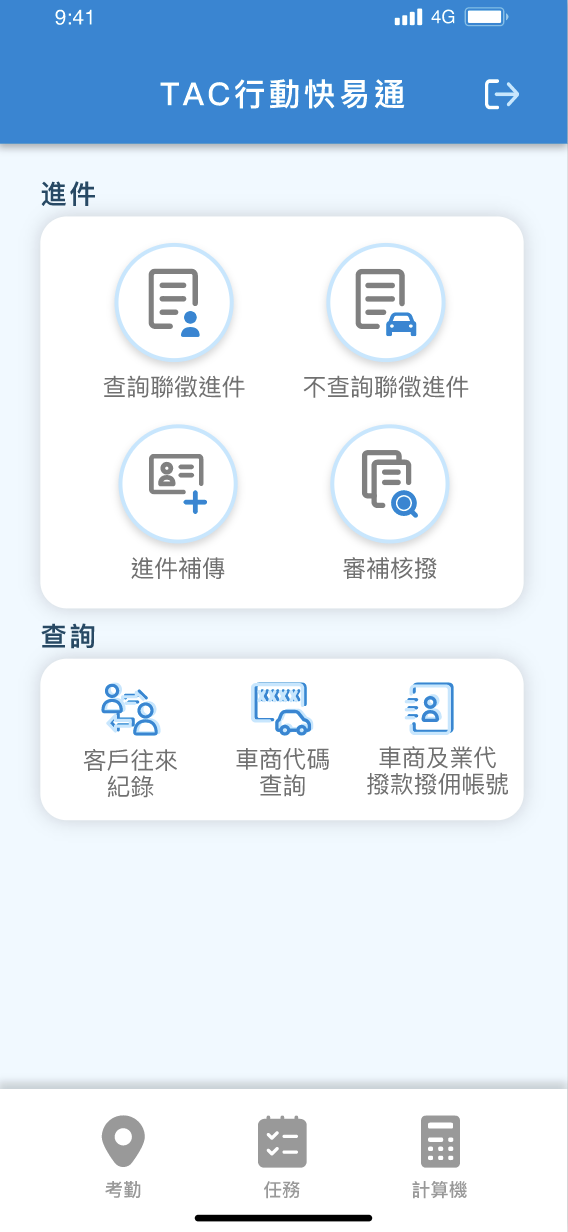 9:41
4G
TAC行動快易通
進件
查詢聯徵進件
不查詢聯徵進件
進件補傳
審補核撥
查詢
客戶往來
紀錄
車商代碼
查詢
車商及業代
撥款撥佣帳號
考勤
任務
計算機